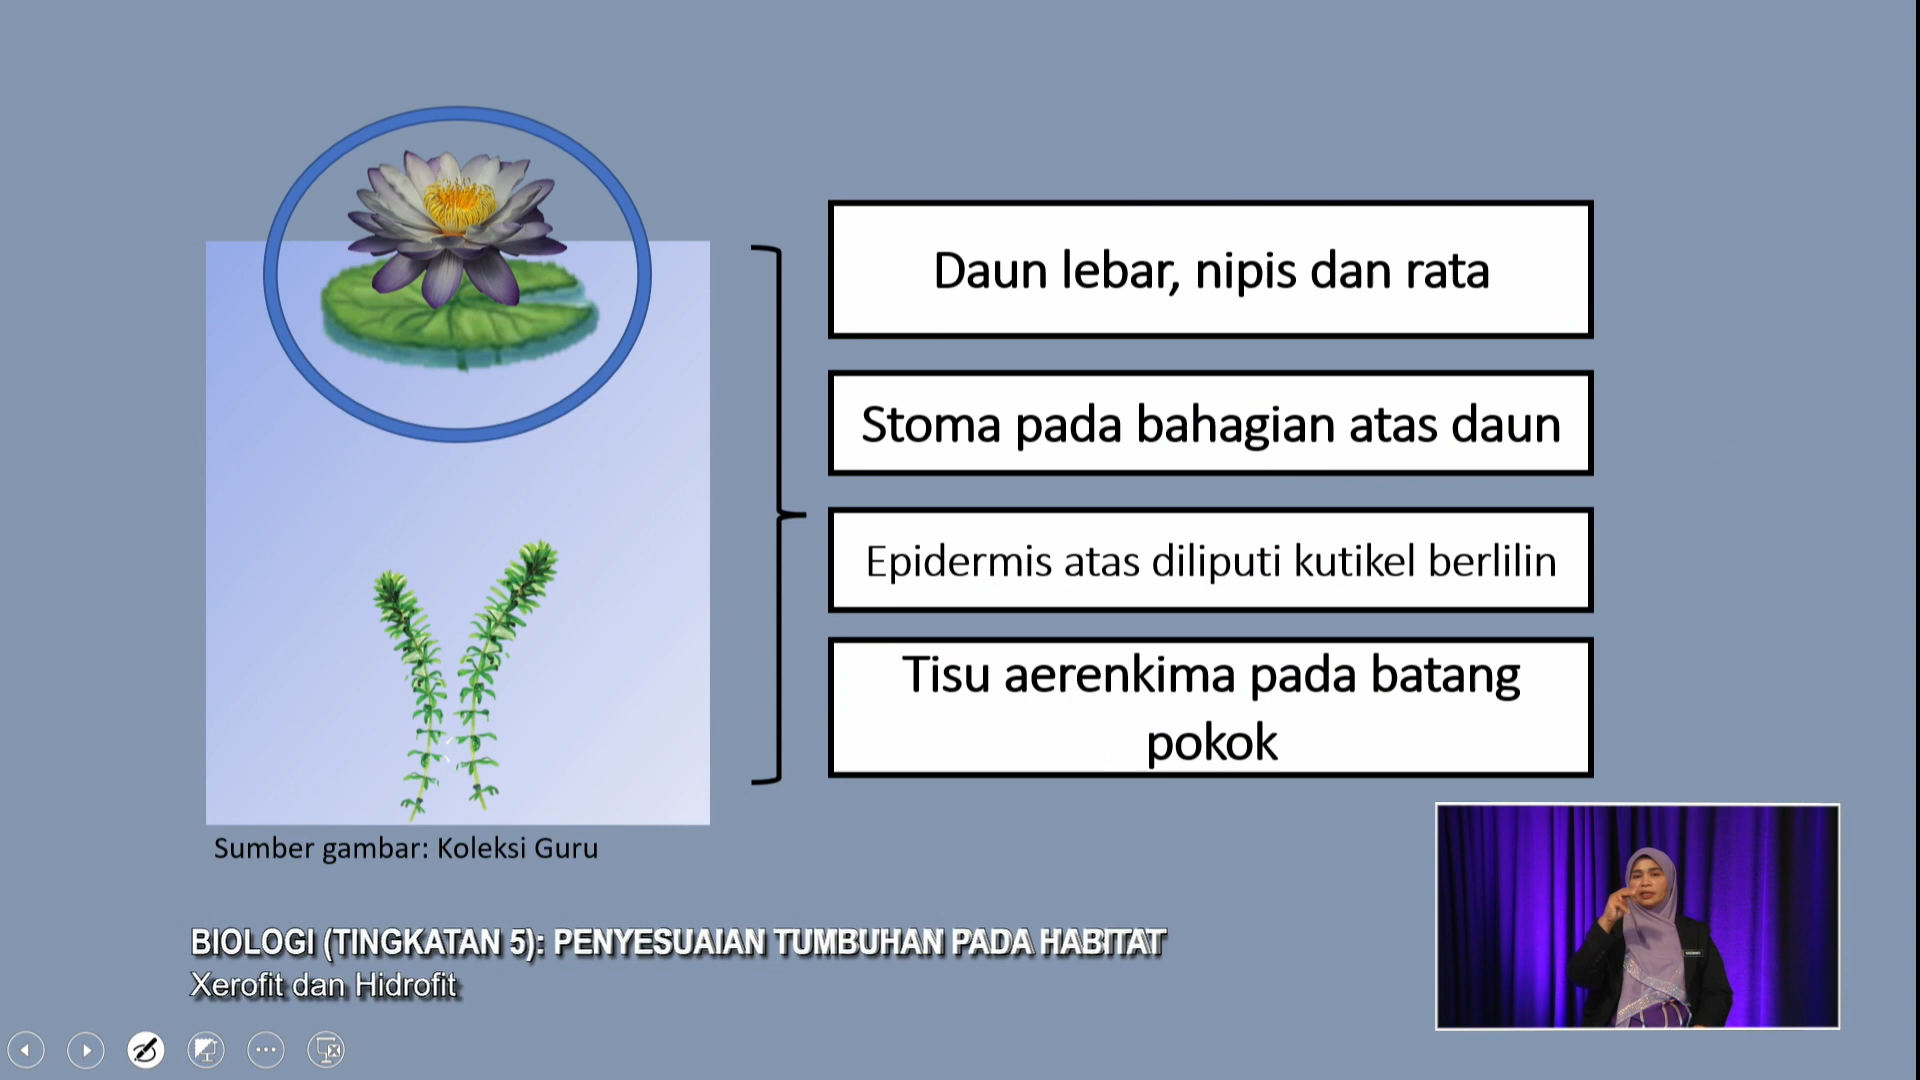 Daun lebar, nipis dan rata
Stoma pada bahagian atas daun
Epidermis atas diliputi kutikel berlilin
Tisu aerenkima pada batang
pokok
Sumber gambar: Koleksi Guru
BIOLOGI (TINGKATAN 5): PENYESUAIAN TUMBUHAN PADA HABITAT
Xerofit dan Hidrofit